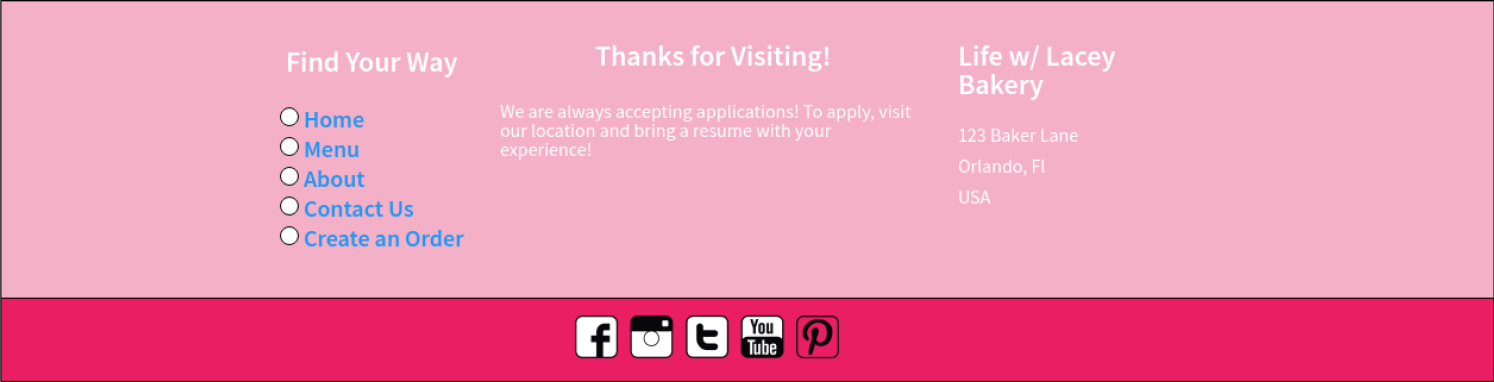 Find Your Way
Home
Menu
About
Contact Us
Create an Order
Thanks for Visiting!
We are always accepting applications! To apply, visit
our location and bring a resume with your
experience!
Life w/ Lacey
Bakery
123 Baker Lane
Orlando, Fl
USA
You
Tube